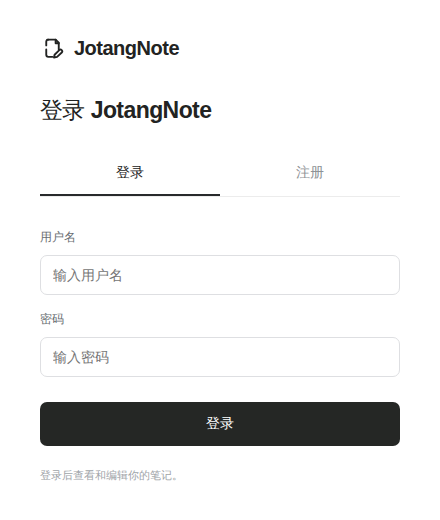 JotangNote
登录 JotangNote
登录 注册
用户名
输入用户名
密码
输入密码
登录
登录后查看和编辑你的笔记。